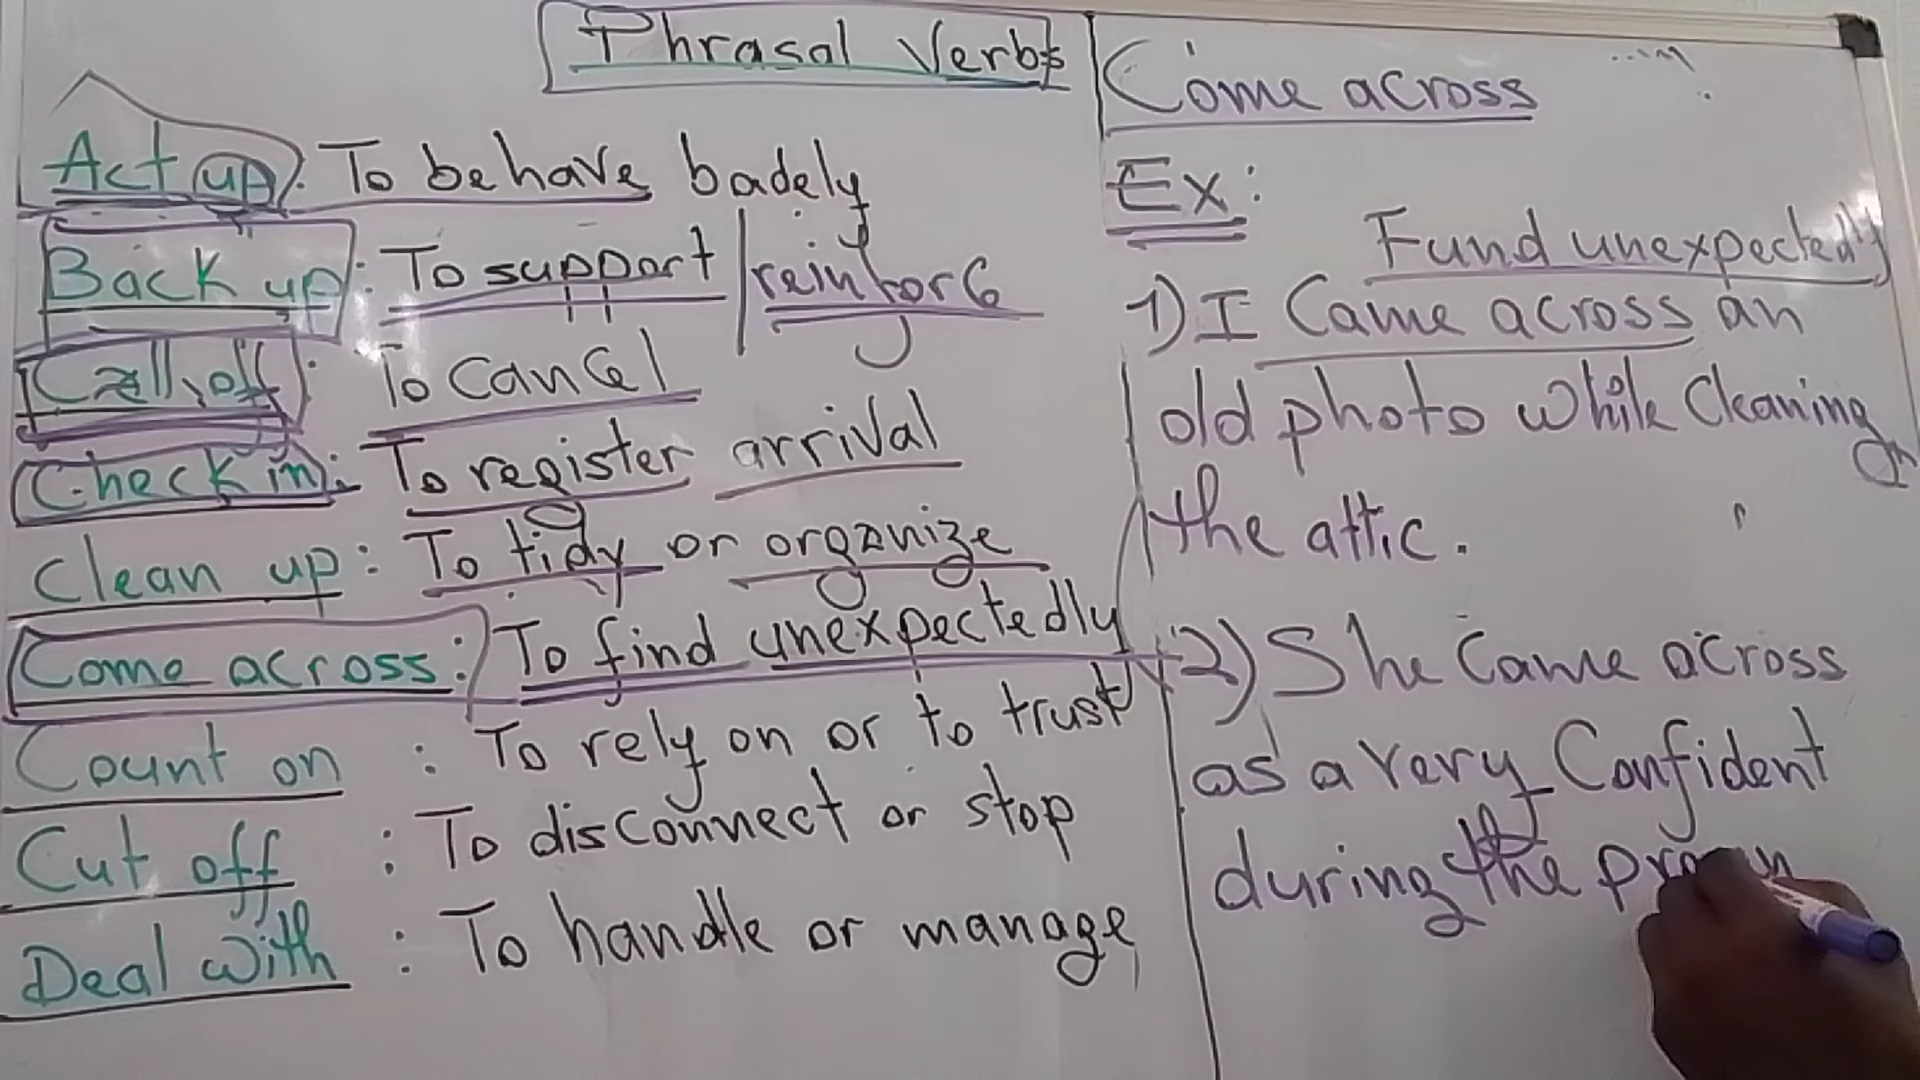 Phrasal Verbs
Act up: To behave badely
Back up: To support / reinforce
Call off: To cancel
Check in: To register arrival
Clean up: To tidy or organize
Come across: To find unexpectedly
Count on : To rely on or to trust
Cut off : To disconnect or stop
Deal with : To handle or manage
Come across
Ex:
Fund unexpectedly
1) I came across an
old photo while cleaning
the attic.
2) She came across
as a very confident
during the